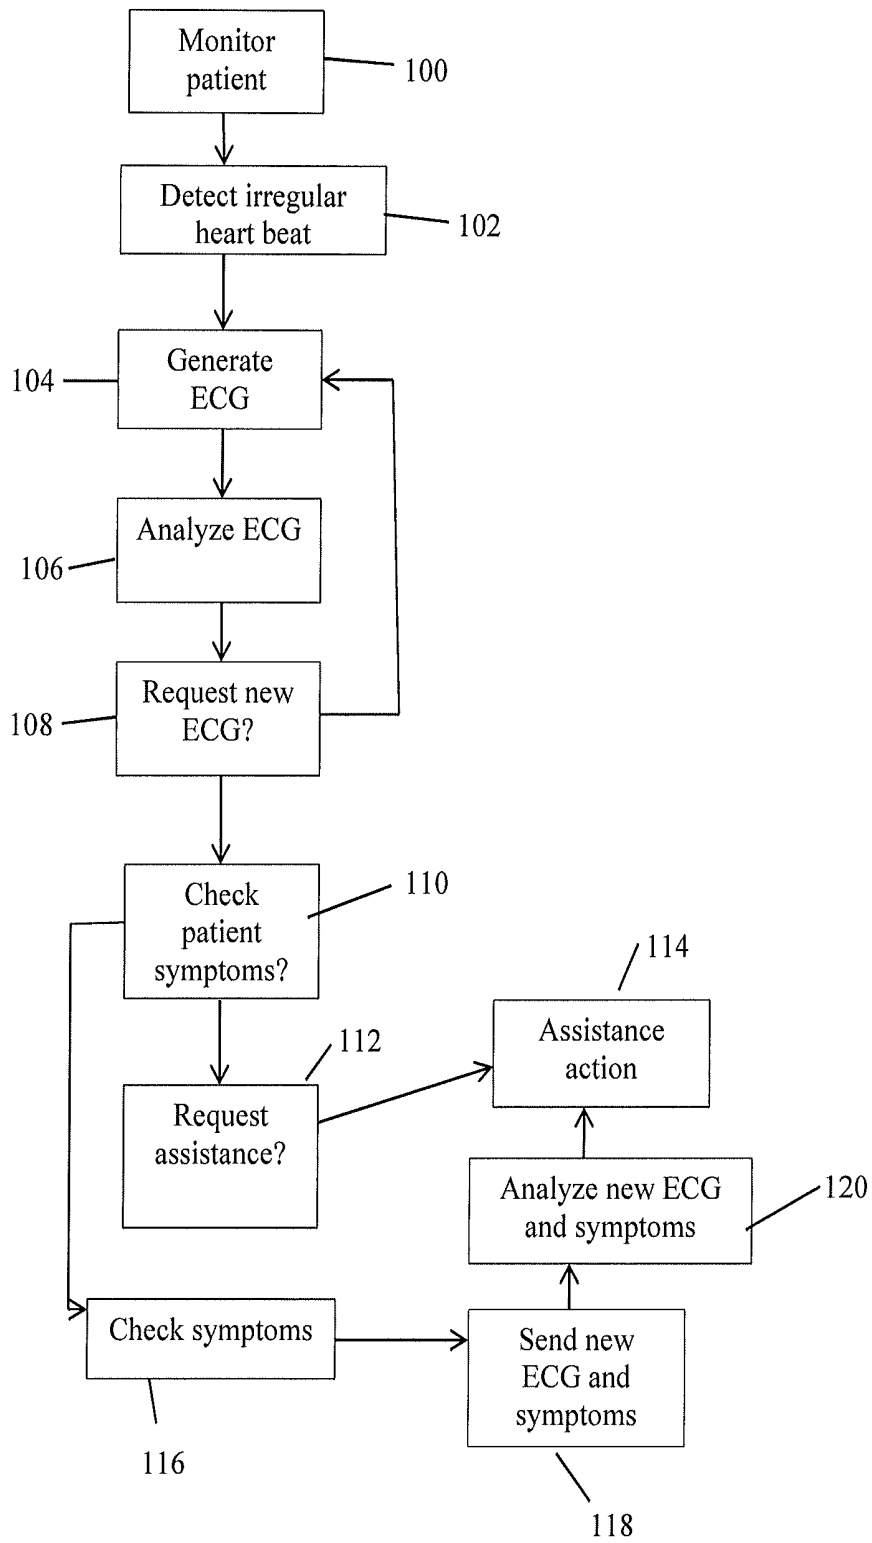 Monitor
patient
100
Detect irregular
heart beat
102
Generate
ECG
104
Analyze ECG
106
Request new
ECG?
108
Check
patient
symptoms?
110
Request
assistance?
112
Assistance
action
114
Analyze new ECG
and symptoms
120
Check symptoms
116
Send new
ECG and
symptoms
118